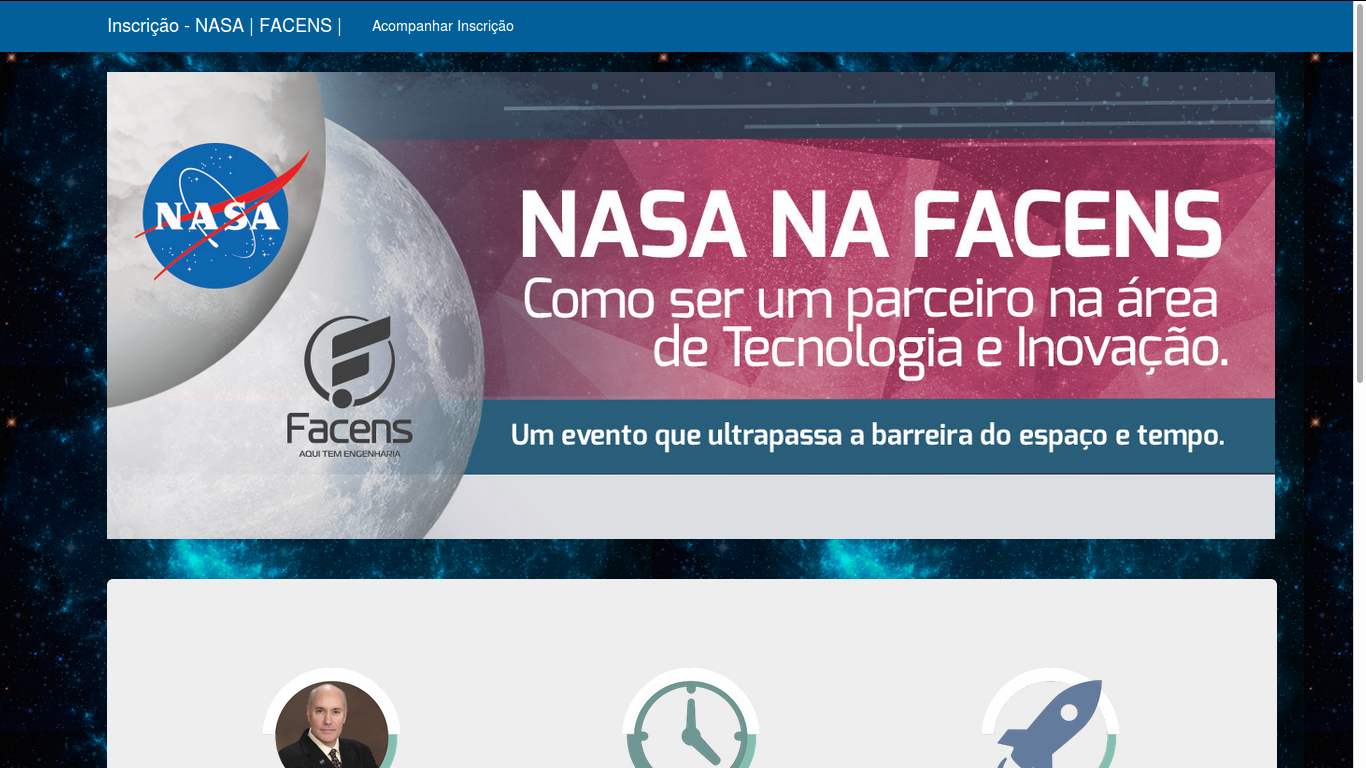 Inscrição - NASA | FACENS |
Acompanhar Inscrição
NASA
NASA NA FACENS
Como ser um parceiro na área
de Tecnologia e Inovação.
Facens
AQUI TEM ENGENHARIA
Um evento que ultrapassa a barreira do espaço e tempo.